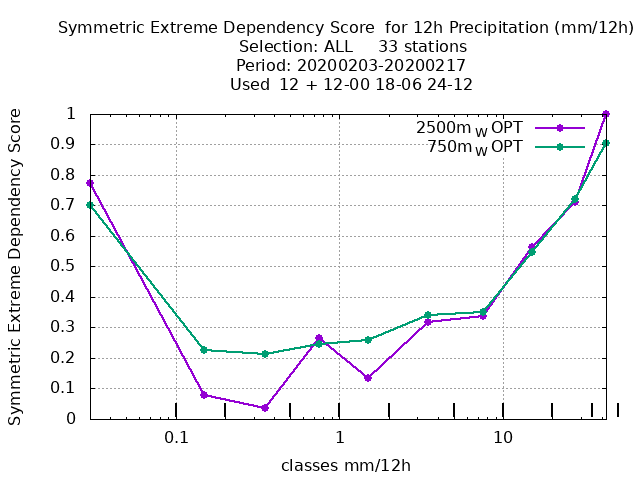 Symmetric Extreme Dependency Score  for 12h Precipitation (mm/12h)
Selection: ALL     33 stations
Period: 20200203-20200217
Used  12 + 12-00 18-06 24-12
Symmetric Extreme Dependency Score
1
0.9
0.8
0.7
0.6
0.5
0.4
0.3
0.2
0.1
0
2500m W OPT
750m W OPT
0.1
1
10
classes mm/12h